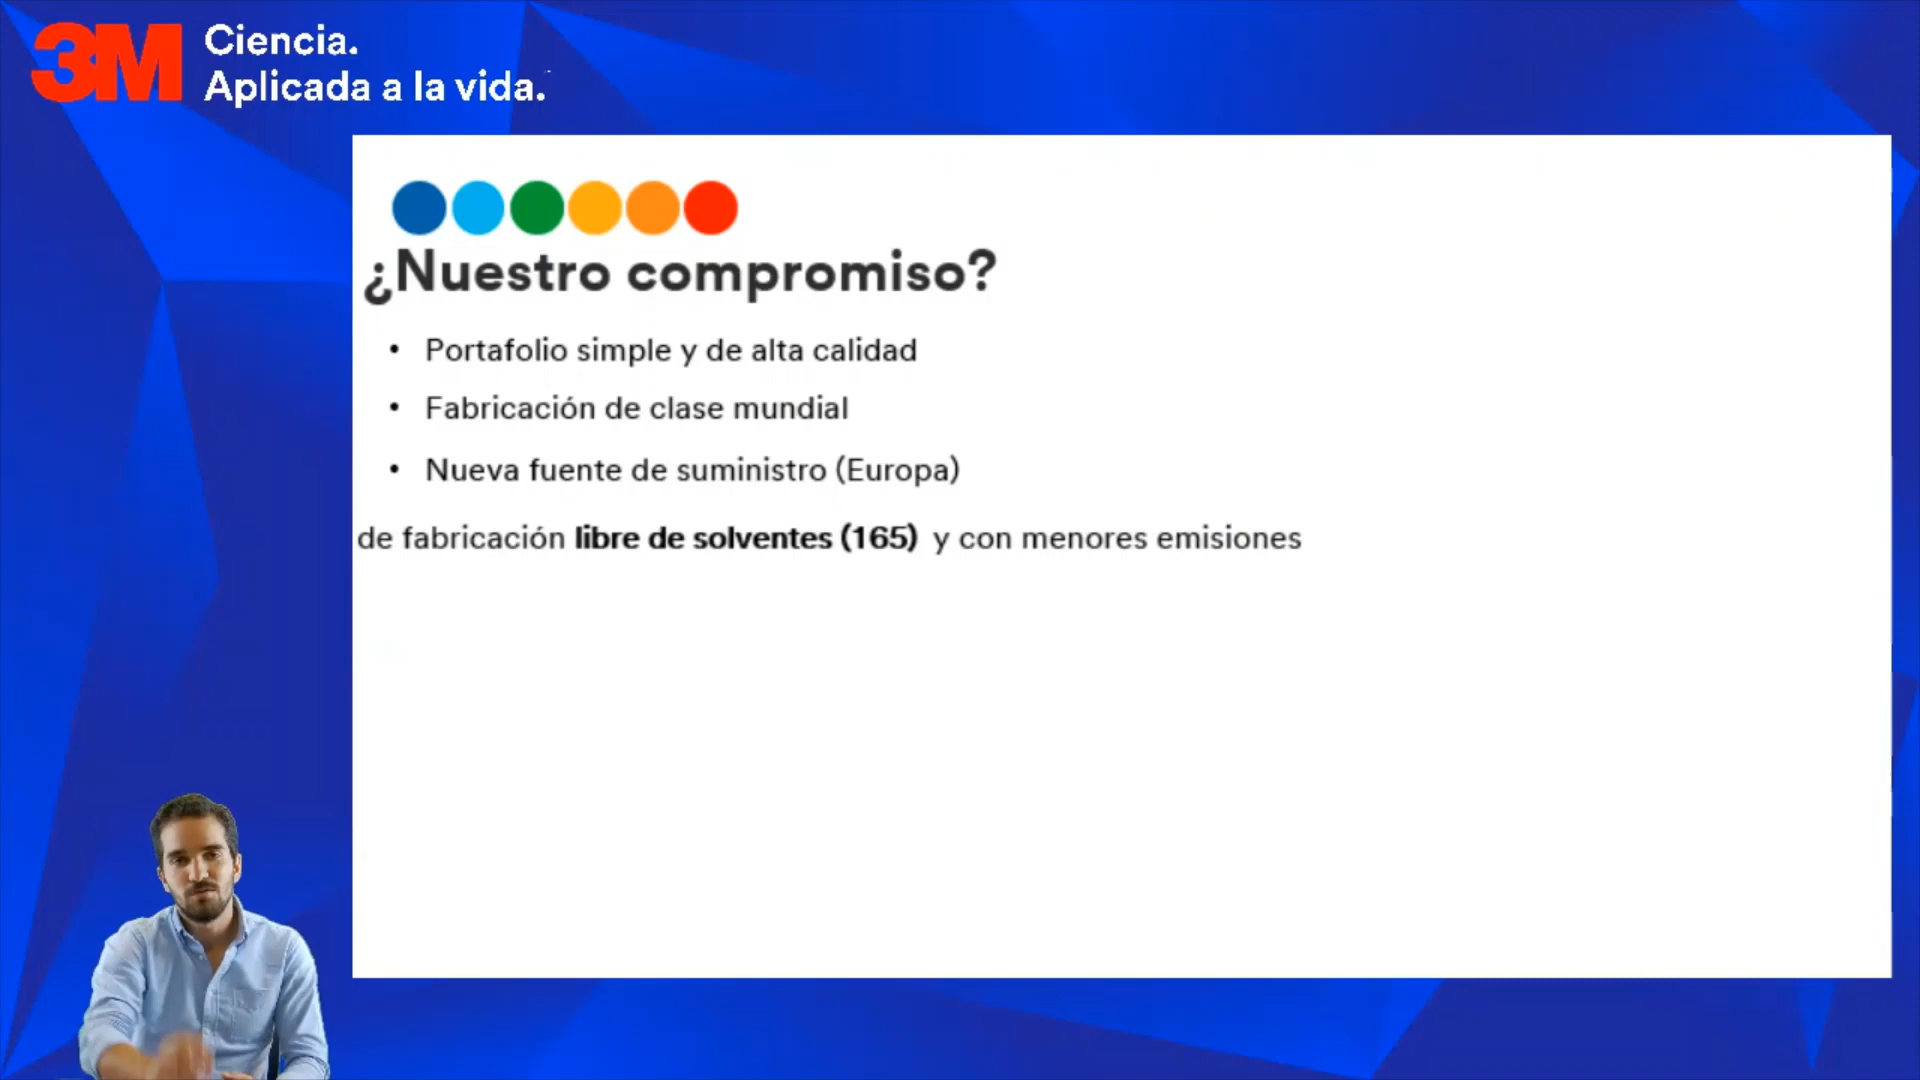 3M Ciencia.
Aplicada a la vida.
¿Nuestro compromiso?
• Portafolio simple y de alta calidad
• Fabricación de clase mundial
• Nueva fuente de suministro (Europa)
de fabricación libre de solventes (165) y con menores emisiones